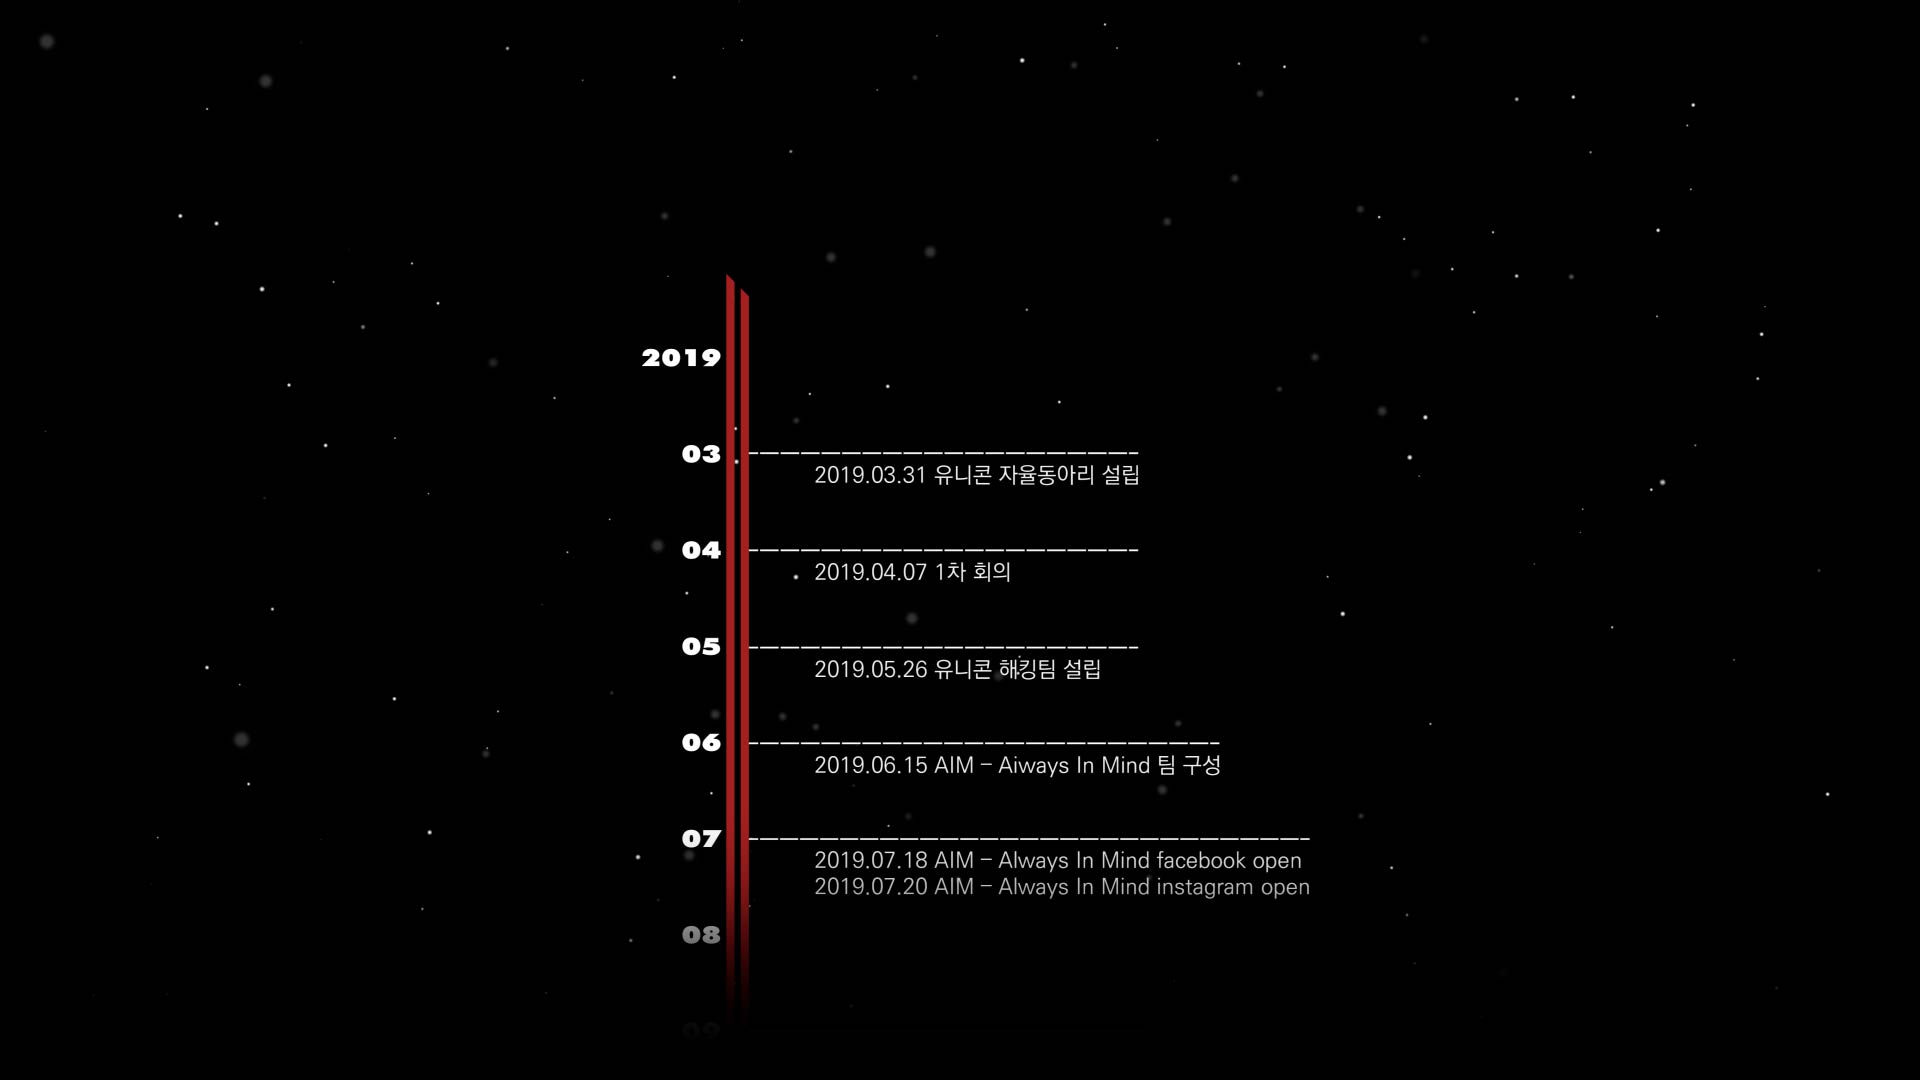 2019
03
2019.03.31 유니콘 자율동아리 설립
04
2019.04.07 1차 회의
05
2019.05.26 유니콘 해킹팀 설립
06
2019.06.15 AIM – Aiways In Mind 팀 구성
07
2019.07.18 AIM – Always In Mind facebook open
2019.07.20 AIM – Always In Mind instagram open
08
09